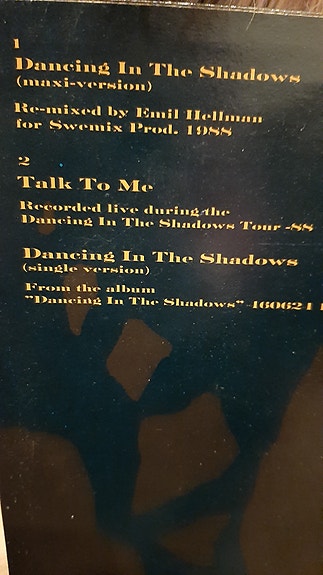 1
Dancing In The Shadows
(maxi-version)
Re-mixed by Emil Hellman
for Swemix Prod. 1988
2
Talk To Me
Recorded live during the
Dancing In The Shadows Tour -88
Dancing In The Shadows
(single version)
From the album
"Dancing In The Shadows" 460624 1